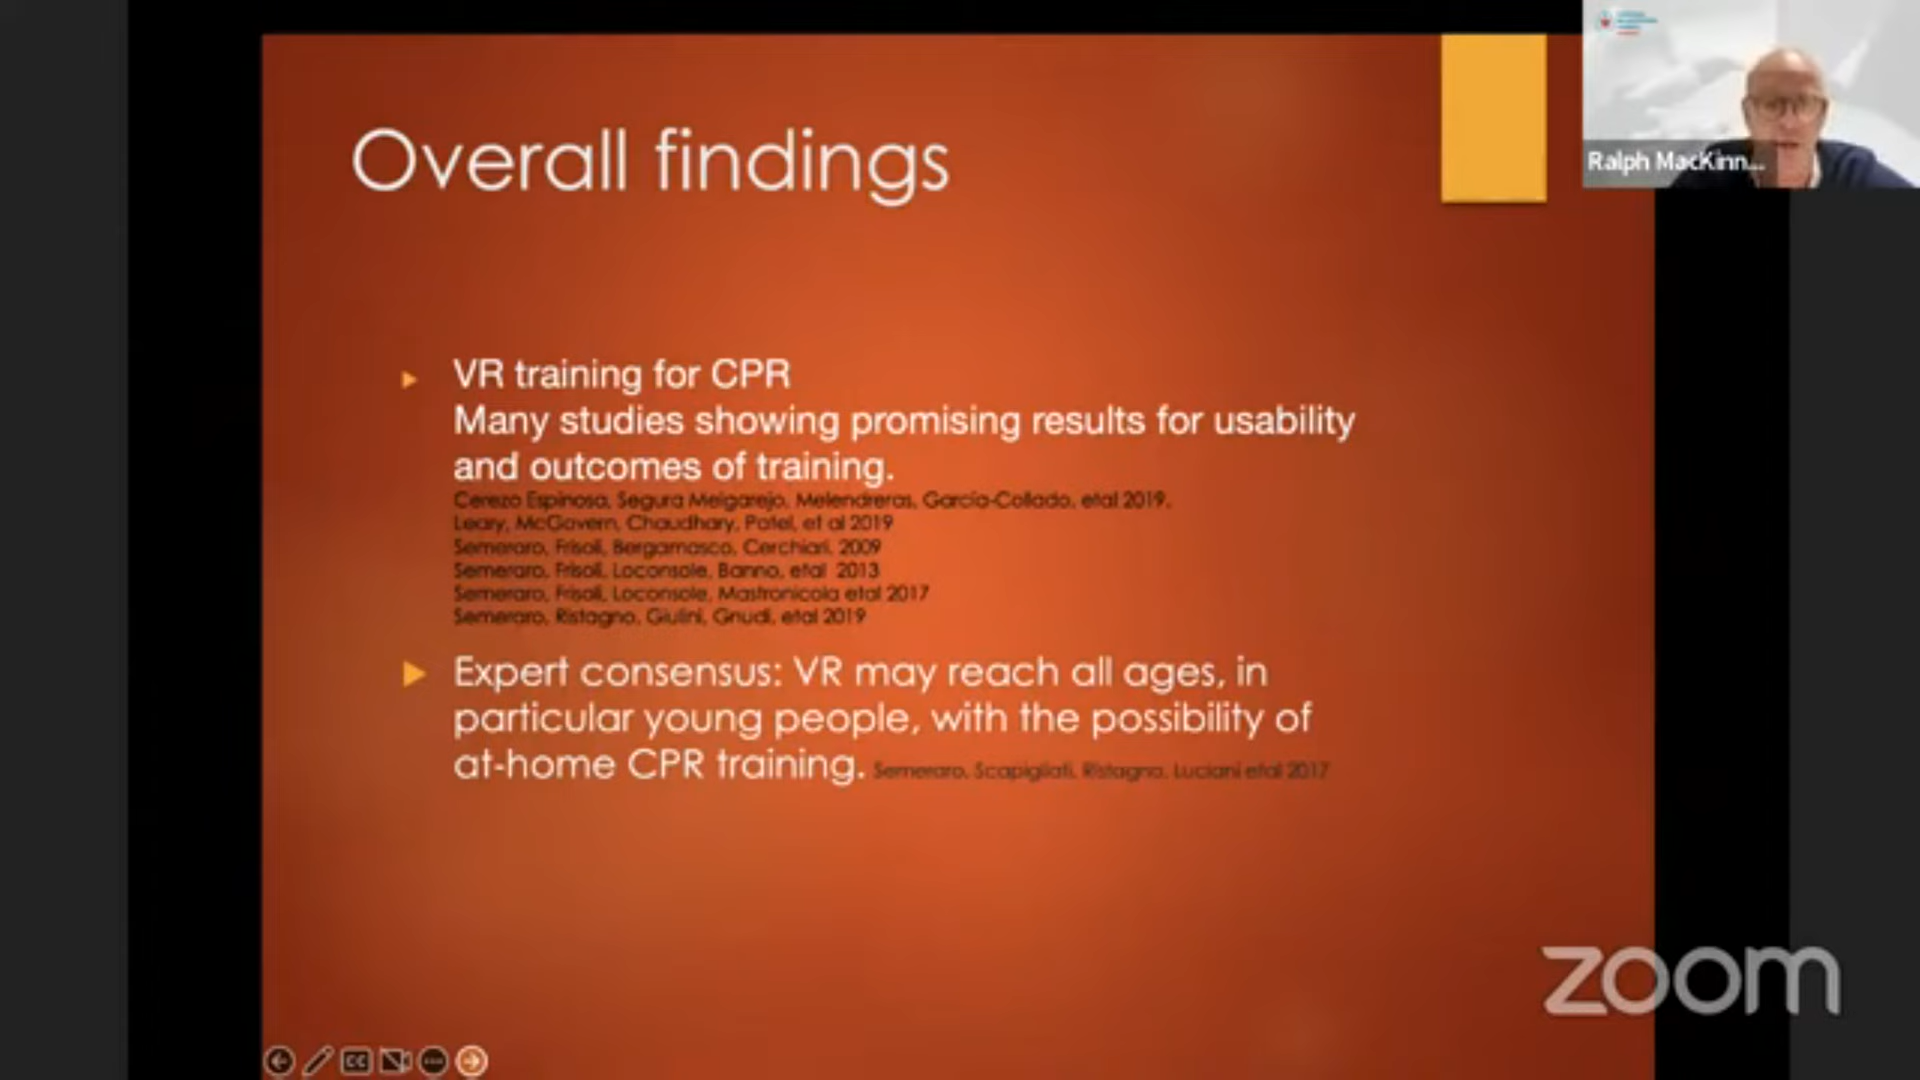 Overall findings
Ralph MacKinn...
VR training for CPR
Many studies showing promising results for usability
and outcomes of training.
Cerezo Espinosa, Segura Melgarejo, Melendreras, García-Collado, etal 2019.
Leary, McGovern, Chaudhary, Patel, et al 2019
Semeraro, Frisoli, Bergamasco, Cerchiari, 2009
Semeraro, Frisoli, Loconsole, Banno, etal 2013
Semeraro, Frisoli, Loconsole, Mastronicola etal 2017
Semeraro, Ristagno, Giulini, Gnudi, etal 2019
Expert consensus: VR may reach all ages, in
particular young people, with the possibility of
at-home CPR training. Semeraro, Scapigliati, Ristagno, Luciani etal 2017
zoom
CC